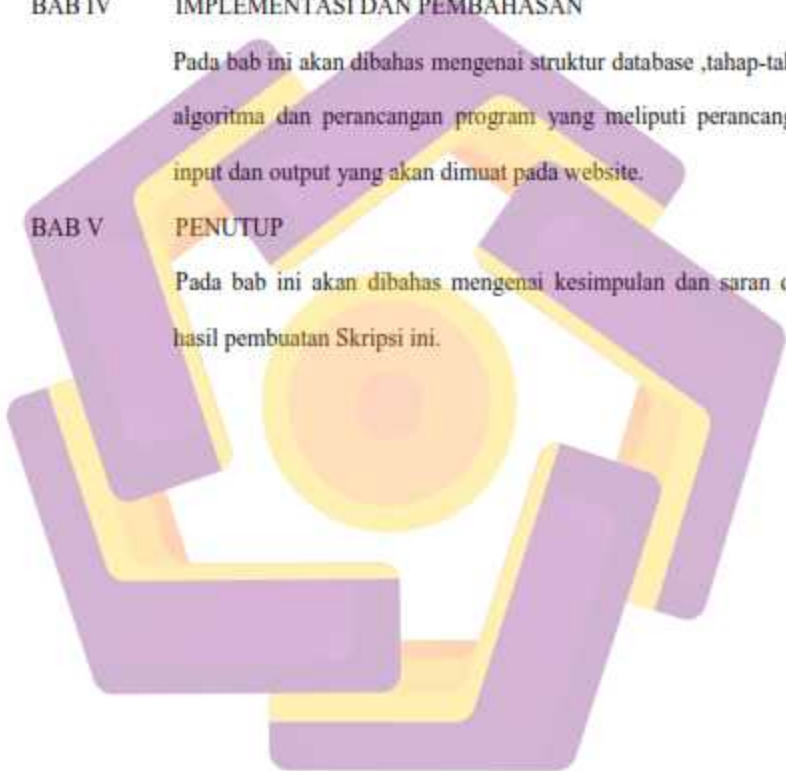 BAB IV IMPLEMENTASI DAN PEMBAHASAN
Pada bab ini akan dibahas mengenai struktur database ,tahap-tal
algoritma dan perancangan program yang meliputi perancang
input dan output yang akan dimuat pada website.
BAB V PENUTUP
Pada bab ini akan dibahas mengenai kesimpulan dan saran d
hasil pembuatan Skripsi ini.